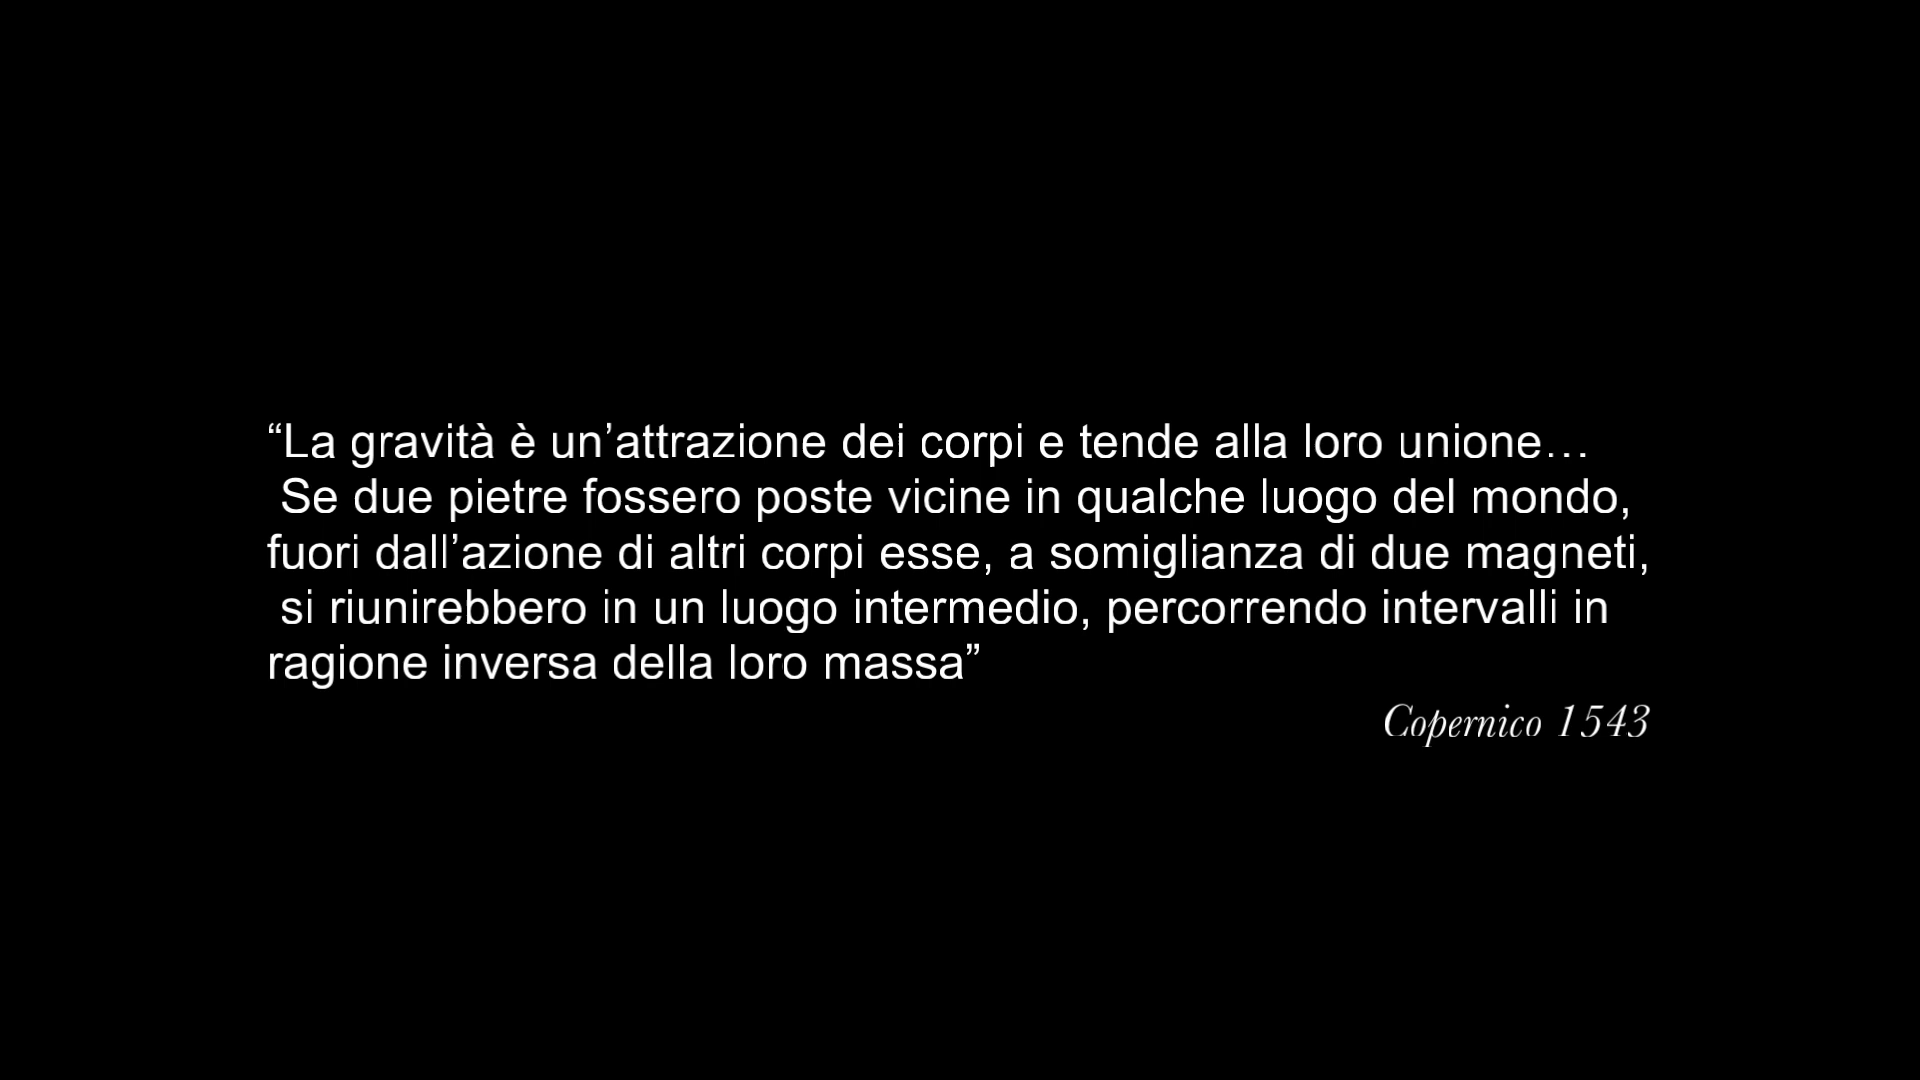 “La gravità è un’attrazione dei corpi e tende alla loro unione…
Se due pietre fossero poste vicine in qualche luogo del mondo,
fuori dall’azione di altri corpi esse, a somiglianza di due magneti,
si riunirebbero in un luogo intermedio, percorrendo intervalli in
ragione inversa della loro massa”
Copernico 1543